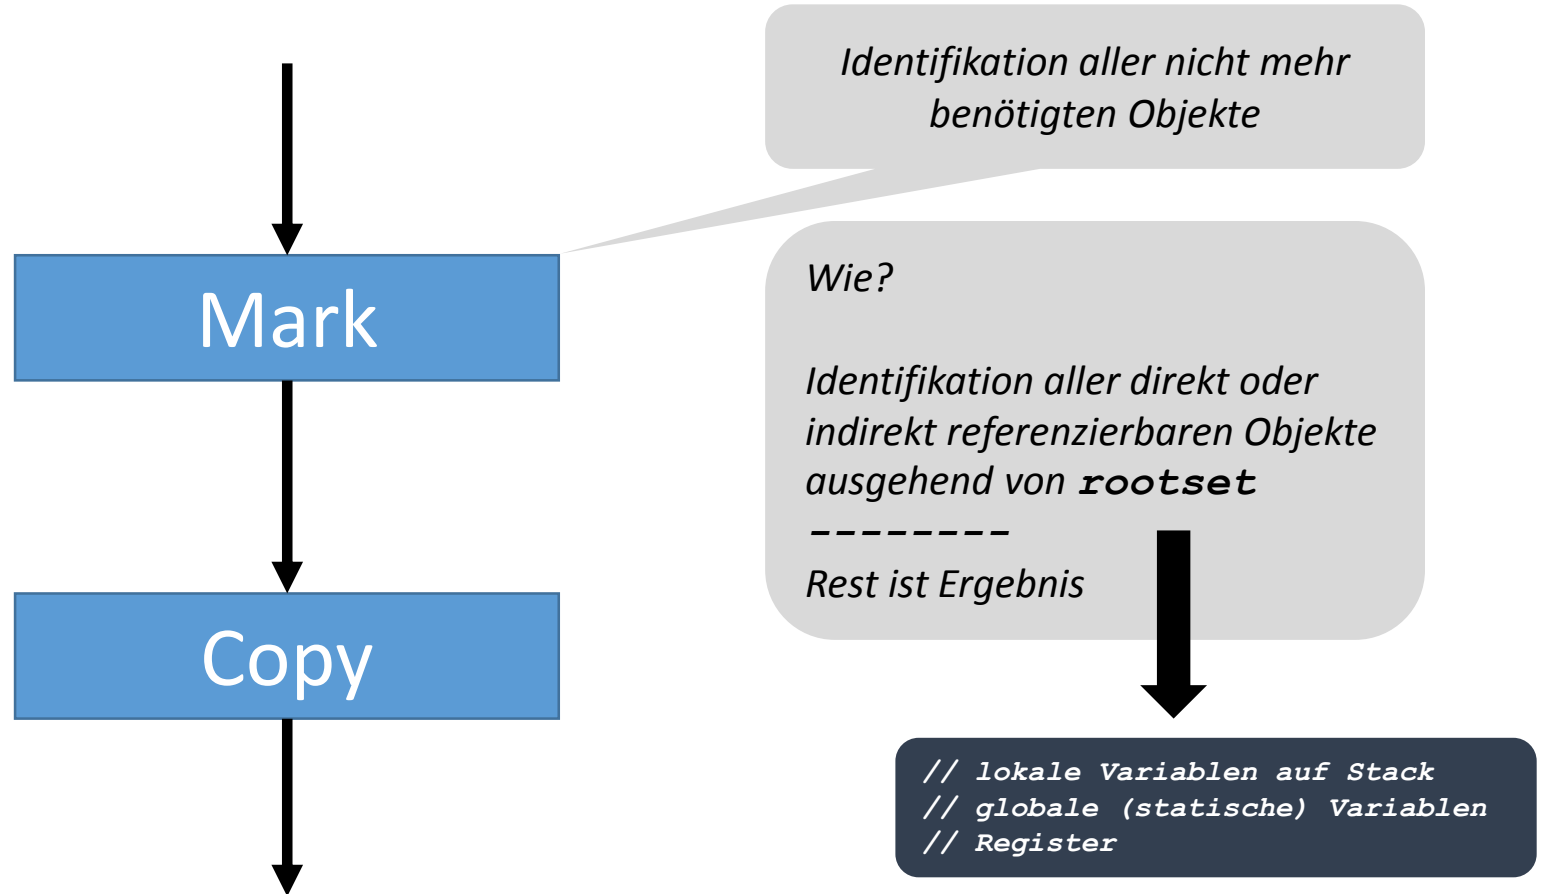 Identifikation aller nicht mehr
benötigten Objekte
Mark
Wie?
Identifikation aller direkt oder
indirekt referenzierbaren Objekte
ausgehend von rootset
--------
Rest ist Ergebnis
Copy
// lokale Variablen auf Stack
// globale (statische) Variablen
// Register